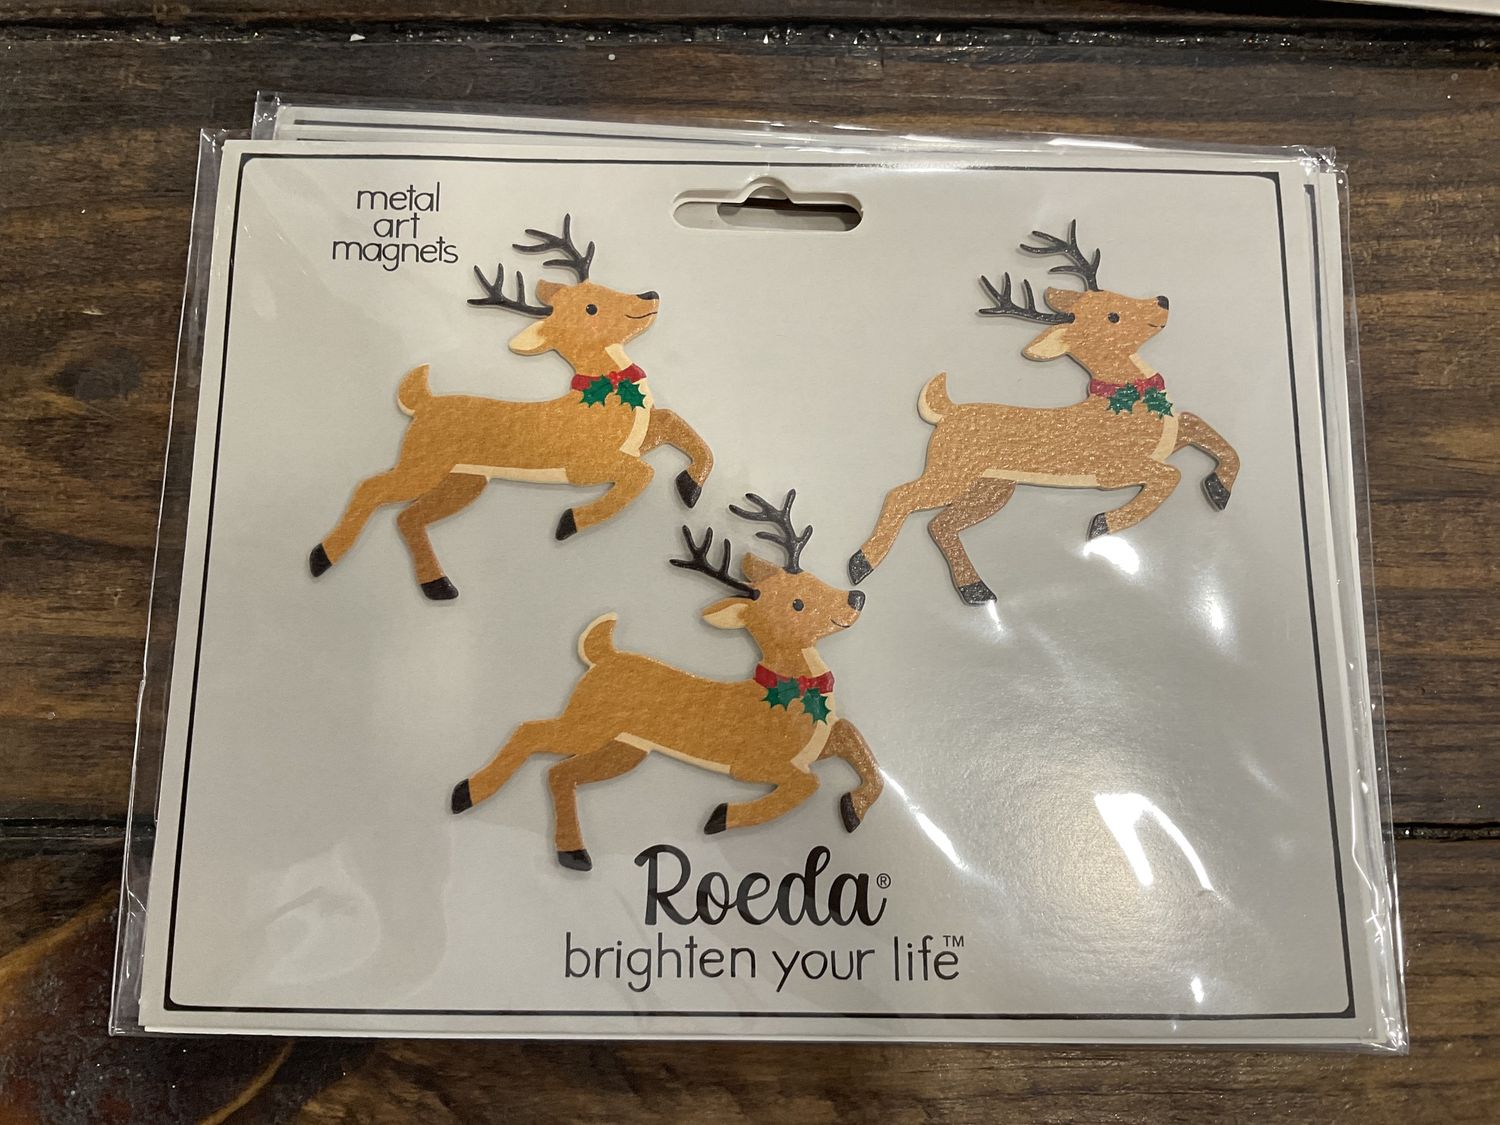 metal
art
magnets
Roeda®
brighten your life™